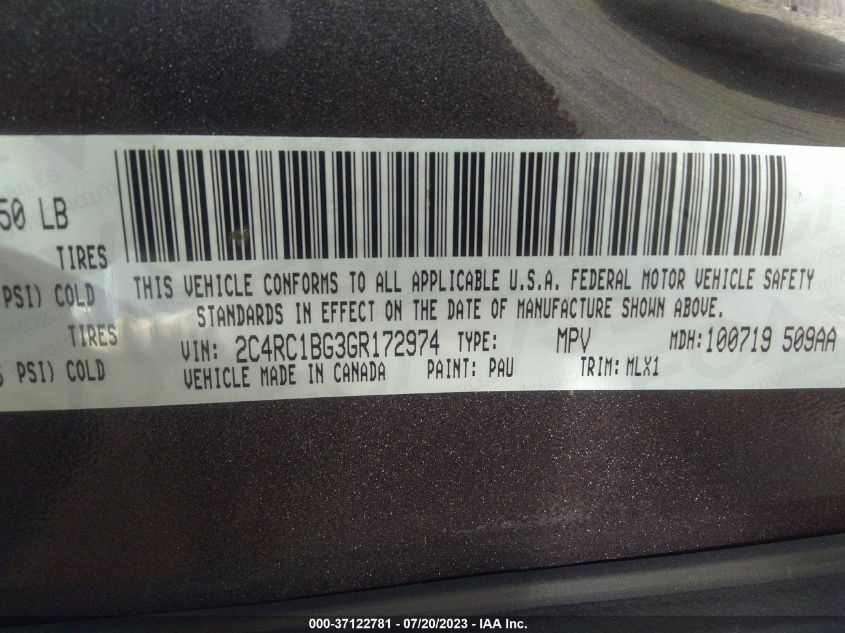 50 LB
TIRES
PSI) COLD
TIRES
PSI) COLD
THIS VEHICLE CONFORMS TO ALL APPLICABLE U.S.A. FEDERAL MOTOR VEHICLE SAFETY
STANDARDS IN EFFECT ON THE DATE OF MANUFACTURE SHOWN ABOVE.
VIN: 2C4RC1BG3GR172974 TYPE: MPV MDH:100719 509AA
VEHICLE MADE IN CANADA PAINT: PAU TRIM: MLX1
000-37122781 - 07/20/2023 - IAA Inc.